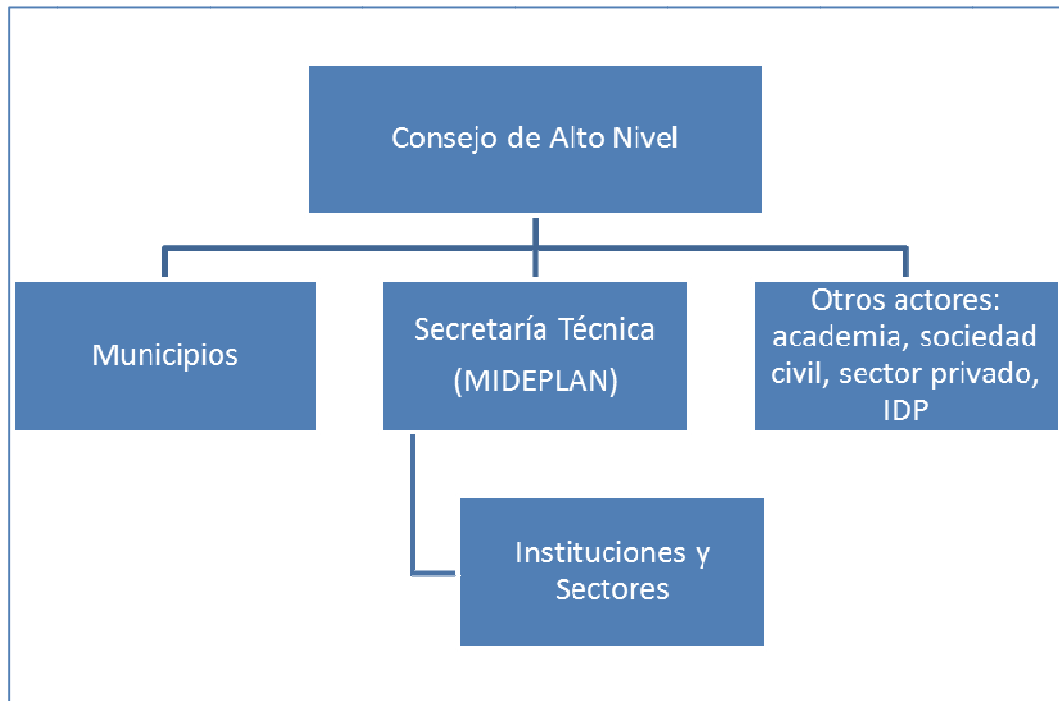 Consejo de Alto Nivel
Municipios
Secretaría Técnica
(MIDEPLAN)
Otros actores:
academia, sociedad
civil, sector privado,
IDP
Instituciones y
Sectores